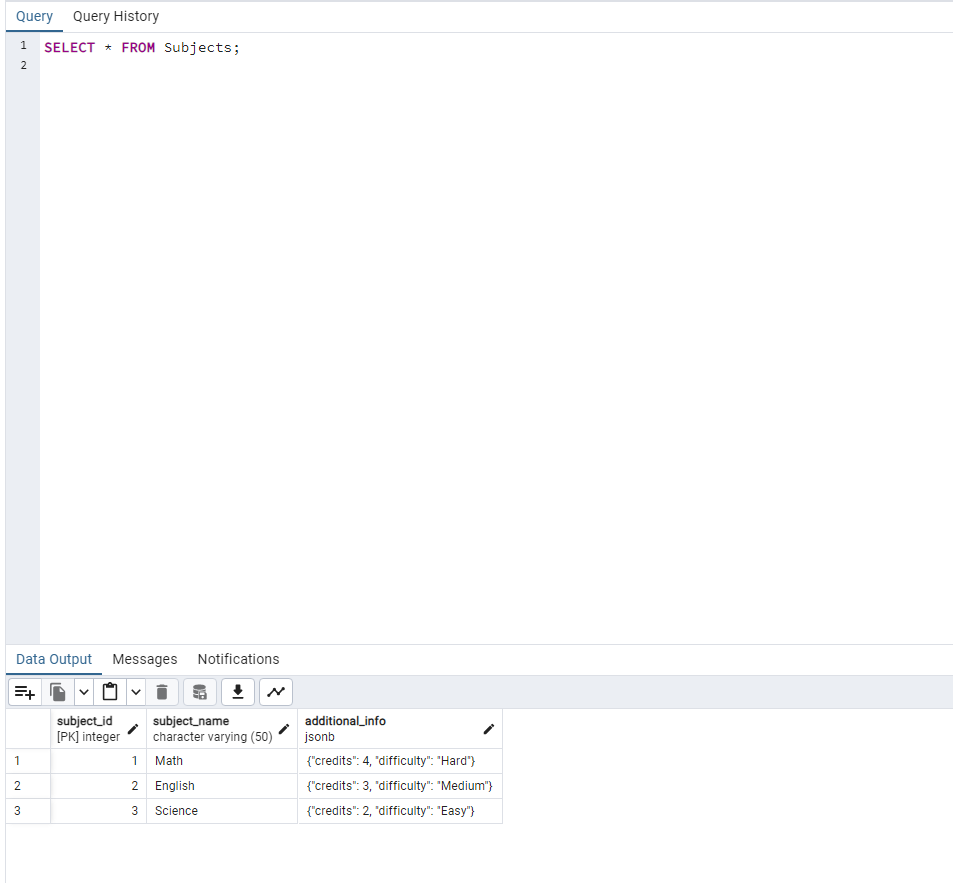 Query Query History
1 SELECT * FROM Subjects;
2
Data Output Messages Notifications
subject_id subject_name additional_info
[PK] integer character varying (50) jsonb
1 1 Math {"credits": 4, "difficulty": "Hard"}
2 2 English {"credits": 3, "difficulty": "Medium"}
3 3 Science {"credits": 2, "difficulty": "Easy"}